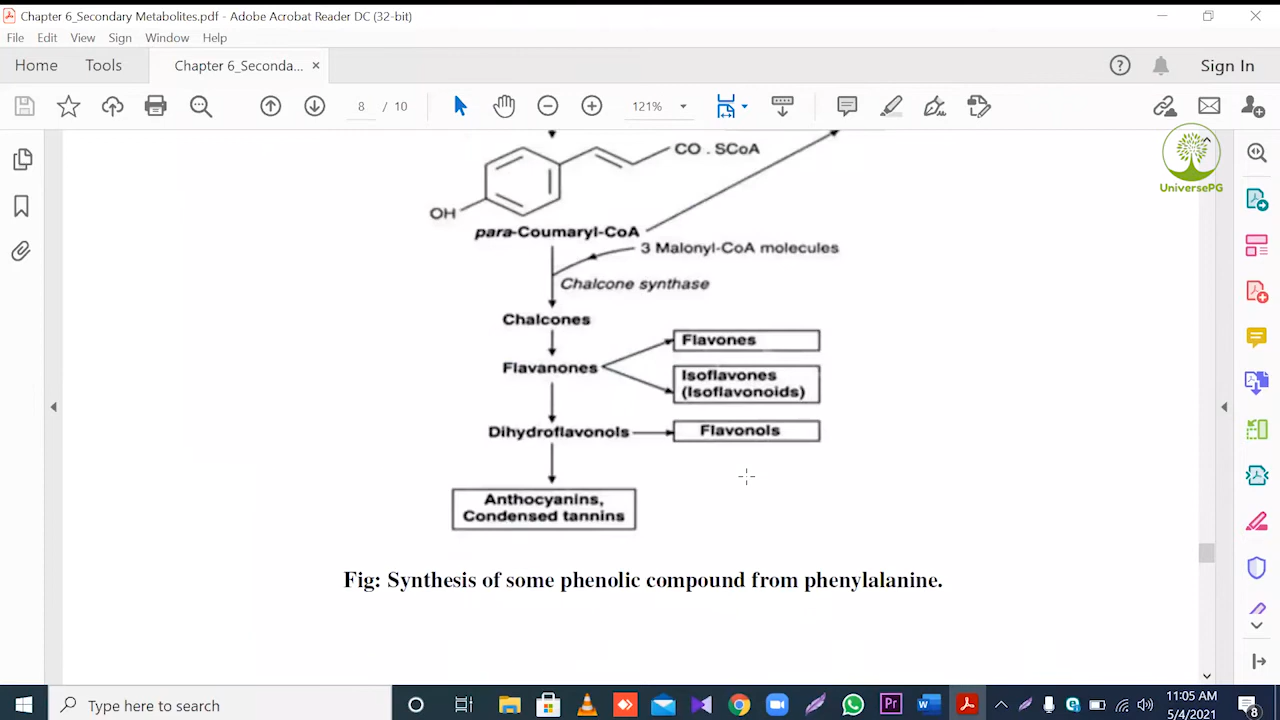 Chapter 6_Secondary Metabolites.pdf - Adobe Acrobat Reader DC (32-bit)
File Edit View Sign Window Help
Home Tools Chapter 6_Seconda... × Sign In
8 / 10 121%
UniversePG
CO . SCoA
OH
para-Coumaryl-CoA
3 Malonyl-CoA molecules
Chalcone synthase
Chalcones
Flavones
Flavanones
Isoflavones
(Isoflavonoids)
Dihydroflavonols
Flavonols
Anthocyanins,
Condensed tannins
Fig: Synthesis of some phenolic compound from phenylalanine.
Type here to search
Pr
11:05 AM
5/4/2021
8